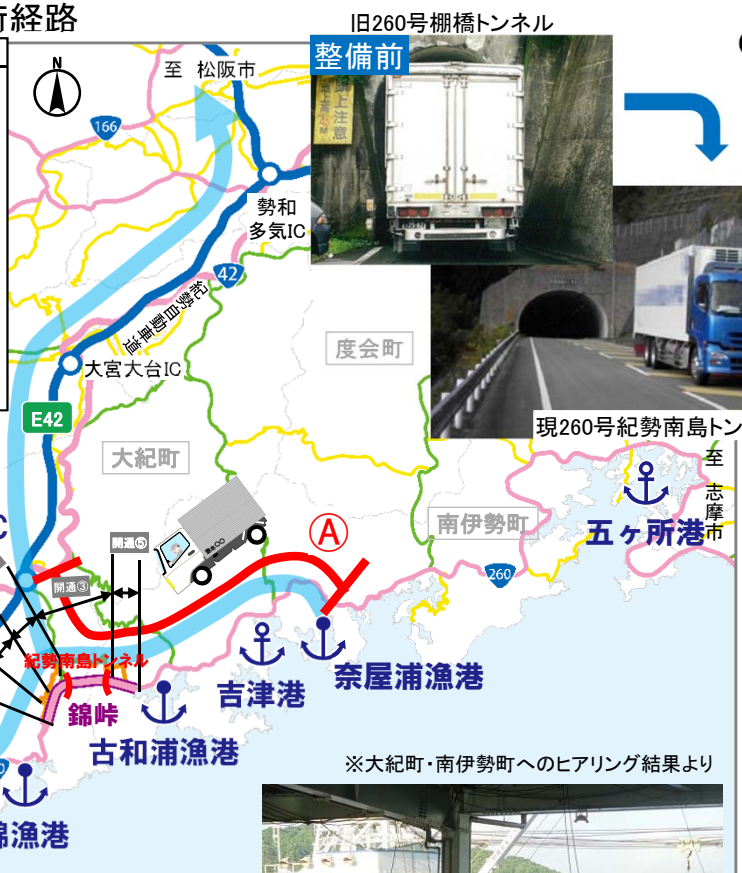 行経路
旧260号棚橋トンネル
整備前
頭上注意
N
至 松阪市
166
勢和
多気IC
42
紀勢自動車道
大宮大台IC
度会町
E42
現260号紀勢南島トン
大紀町
至 志摩市
南伊勢町
五ヶ所港
C
開通⑤
Ⓐ
260
開通③
紀勢南島トンネル
奈屋浦漁港
吉津港
錦峠
古和浦漁港
※大紀町・南伊勢町へのヒアリング結果より
錦漁港